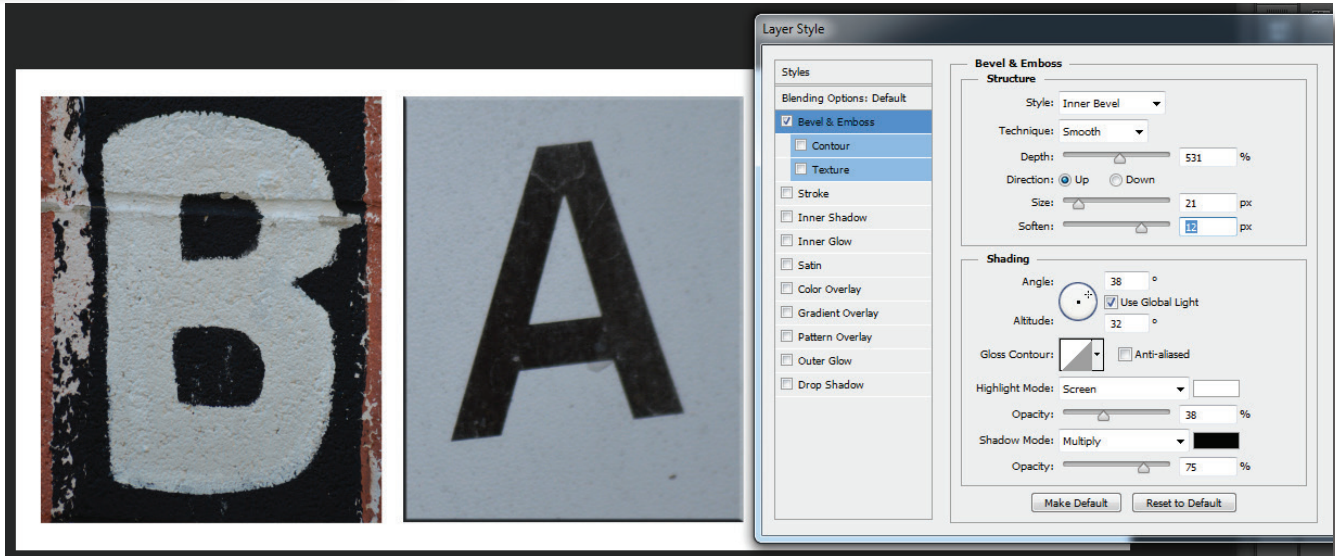 B
A
Layer Style
Styles
Blending Options: Default
Bevel & Emboss
Contour
Texture
Stroke
Inner Shadow
Inner Glow
Satin
Color Overlay
Gradient Overlay
Pattern Overlay
Outer Glow
Drop Shadow
Bevel & Emboss
Structure
Style: Inner Bevel
Technique: Smooth
Depth: 531 %
Direction: Up Down
Size: 21 px
Soften: 12 px
Shading
Angle: 38 °
Use Global Light
Altitude: 32 °
Gloss Contour: Anti-aliased
Highlight Mode: Screen
Opacity: 38 %
Shadow Mode: Multiply
Opacity: 75 %
Make Default Reset to Default